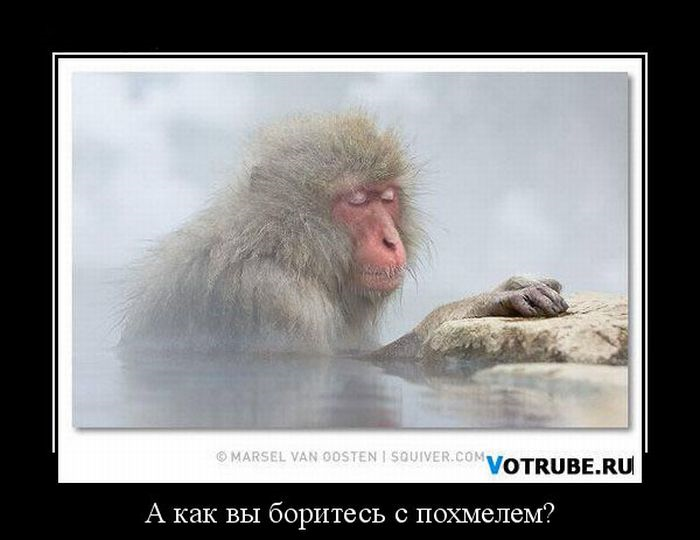 © MARSEL VAN OOSTEN | SQUIVER.COM
VOTRUBE.RU
А как вы боритесь с похмелем?